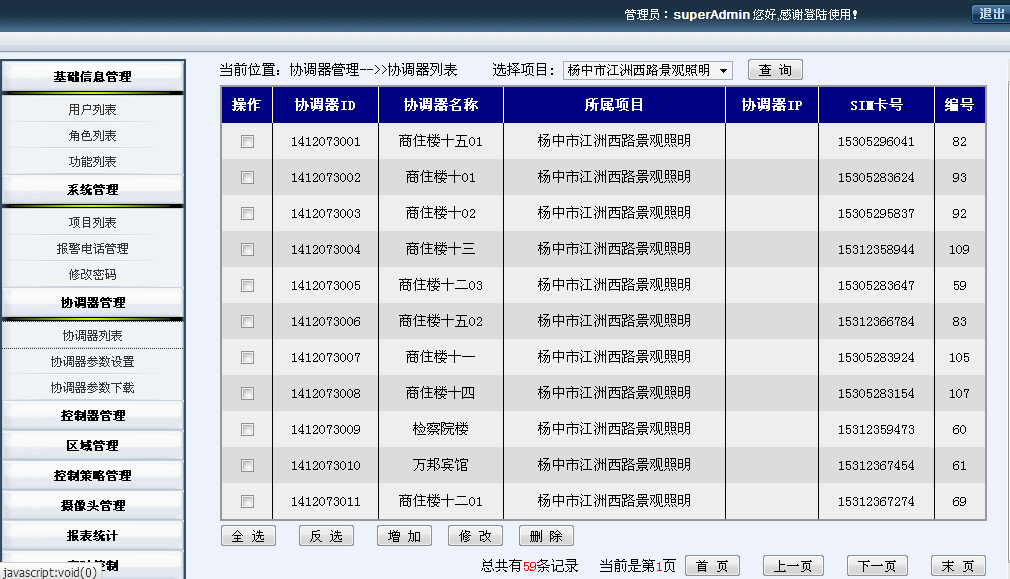 管理员：superAdmin 您好,感谢登陆使用!
退出
基础信息管理
用户列表
角色列表
功能列表
系统管理
项目列表
报警电话管理
修改密码
协调器管理
协调器列表
协调器参数设置
协调器参数下载
控制器管理
区域管理
控制策略管理
摄像头管理
报表统计
javascript:void(0)
当前位置：协调器管理-->>协调器列表 选择项目： 杨中市江洲西路景观照明 查 询
操作 协调器ID 协调器名称 所属项目 协调器IP SIM卡号 编号
1412073001 商住楼十五01 杨中市江洲西路景观照明 15305296041 82
1412073002 商住楼十01 杨中市江洲西路景观照明 15305283624 93
1412073003 商住楼十02 杨中市江洲西路景观照明 15305295837 92
1412073004 商住楼十三 杨中市江洲西路景观照明 15312358944 109
1412073005 商住楼十二03 杨中市江洲西路景观照明 15305283647 59
1412073006 商住楼十五02 杨中市江洲西路景观照明 15312366784 83
1412073007 商住楼十一 杨中市江洲西路景观照明 15305283924 105
1412073008 商住楼十四 杨中市江洲西路景观照明 15305283154 107
1412073009 检察院楼 杨中市江洲西路景观照明 15312359473 60
1412073010 万邦宾馆 杨中市江洲西路景观照明 15312367454 61
1412073011 商住楼十二01 杨中市江洲西路景观照明 15312367274 69
全 选 反 选 增 加 修 改 删 除
总共有59条记录 当前是第1页 首 页 上一页 下一页 末 页